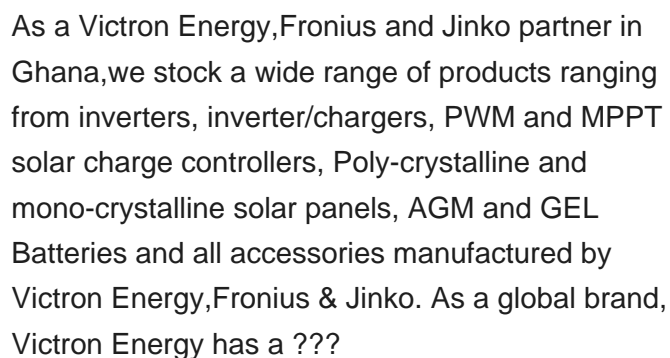 As a Victron Energy,Fronius and Jinko partner in
Ghana,we stock a wide range of products ranging
from inverters, inverter/chargers, PWM and MPPT
solar charge controllers, Poly-crystalline and
mono-crystalline solar panels, AGM and GEL
Batteries and all accessories manufactured by
Victron Energy,Fronius & Jinko. As a global brand,
Victron Energy has a ???